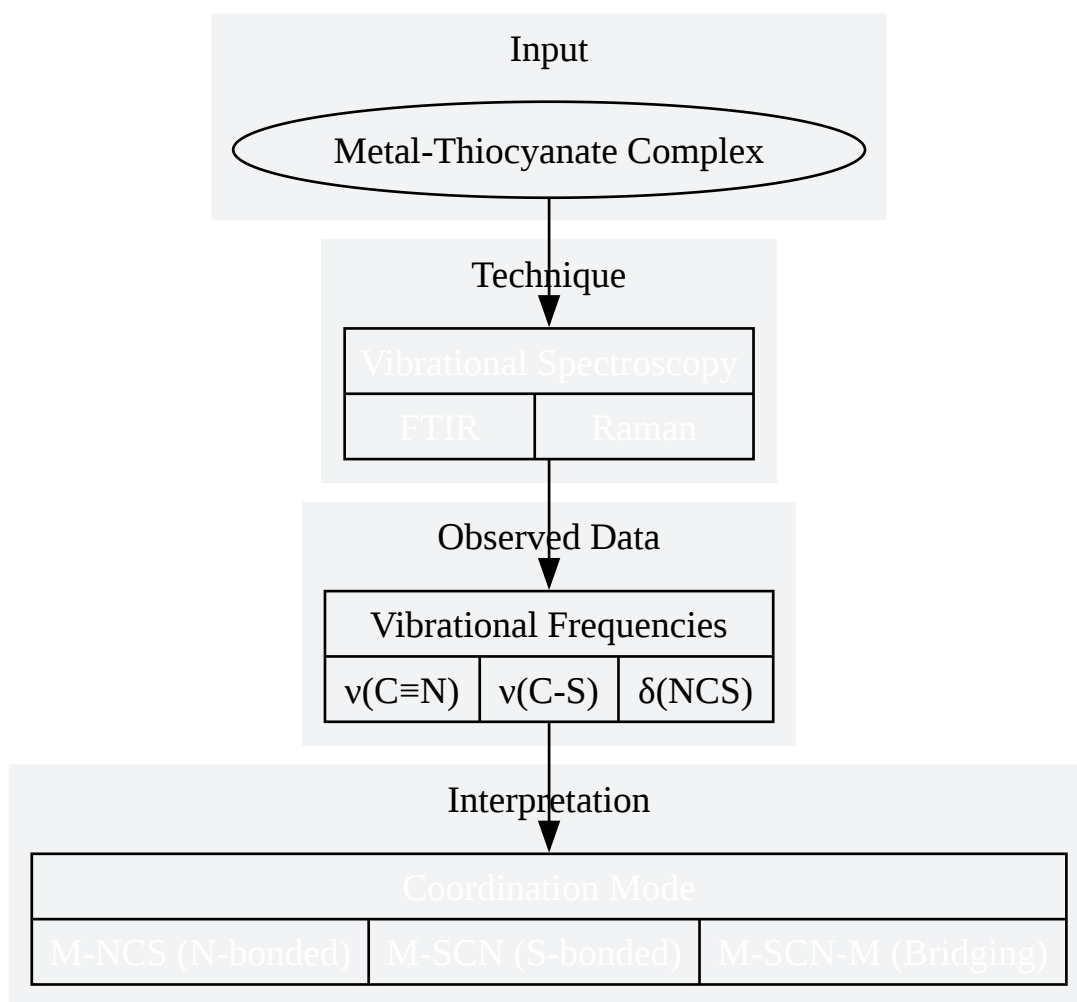 Input
Metal-Thiocyanate Complex
Technique
Vibrational Spectroscopy
FTIR
Raman
Observed Data
Vibrational Frequencies
ν(C≡N)
ν(C-S)
δ(NCS)
Interpretation
Coordination Mode
M-NCS (N-bonded)
M-SCN (S-bonded)
M-SCN-M (Bridging)